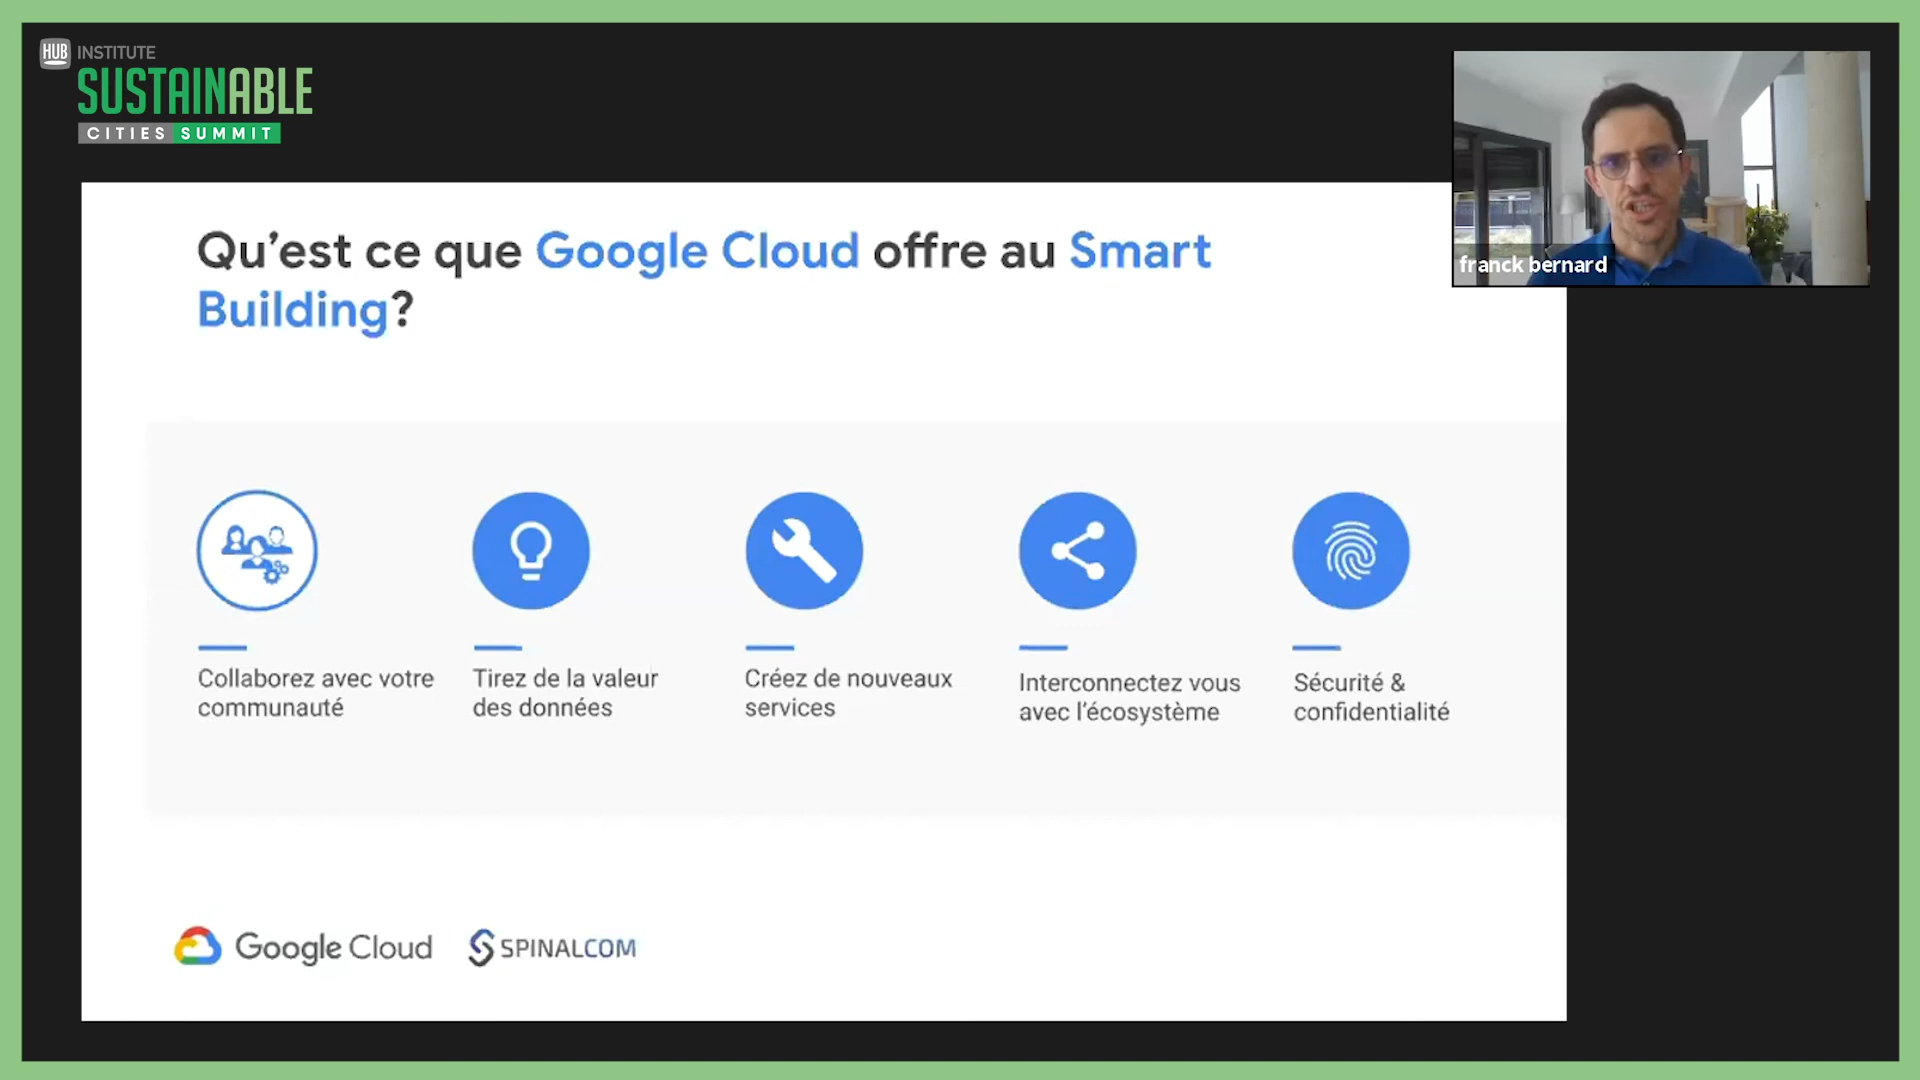 HUB INSTITUTE
SUSTAINABLE
CITIES SUMMIT
franck bernard
Qu’est ce que Google Cloud offre au Smart
Building?
Collaborez avec votre
communauté
Tirez de la valeur
des données
Créez de nouveaux
services
Interconnectez vous
avec l’écosystème
Sécurité &
confidentialité
Google Cloud
SPINALCOM